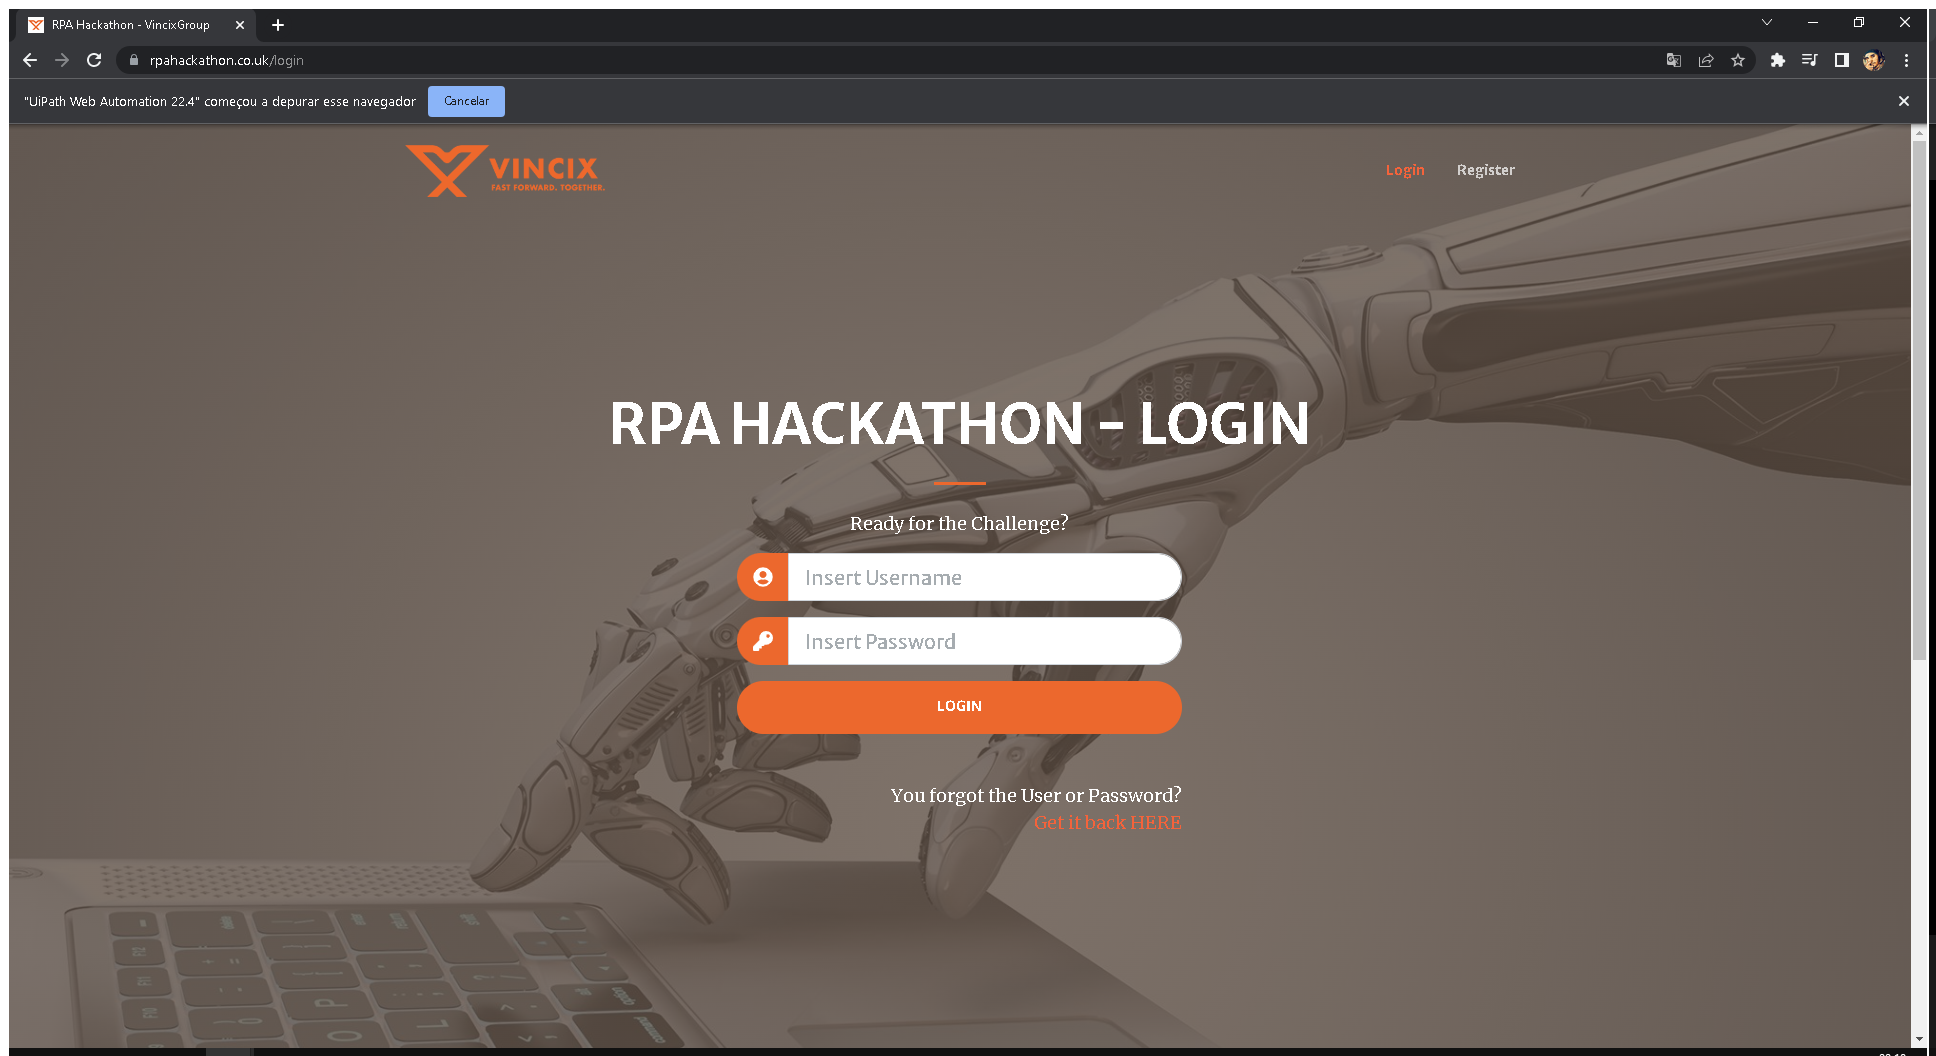 RPA Hackathon - VincixGroup
rpahackathon.co.uk/login
"UiPath Web Automation 22.4" começou a depurar esse navegador
Cancelar
VINCIX
FAST FORWARD. TOGETHER.
Login
Register
RPA HACKATHON - LOGIN
Ready for the Challenge?
Insert Username
Insert Password
LOGIN
You forgot the User or Password?
Get it back HERE